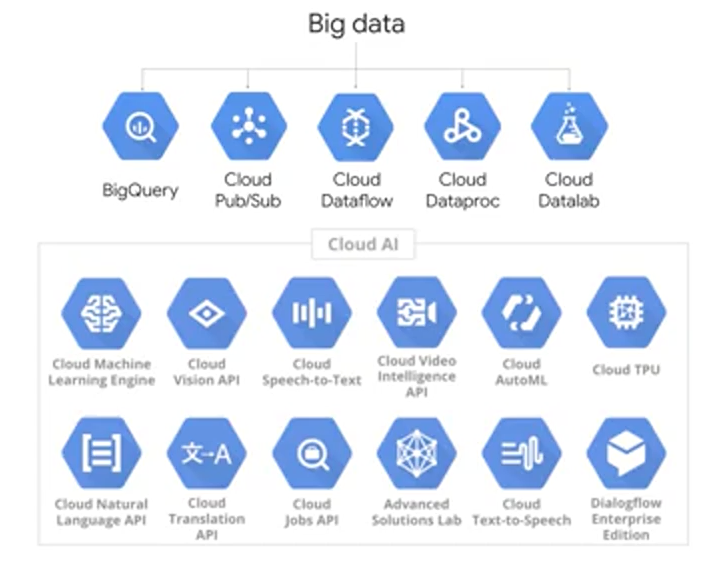 Big data
BigQuery
Cloud
Pub/Sub
Cloud
Dataflow
Cloud
Dataproc
Cloud
Datalab
Cloud AI
Cloud Machine
Learning Engine
Cloud
Vision API
Cloud
Speech-to-Text
Cloud Video
Intelligence
API
Cloud
AutoML
Cloud TPU
Cloud Natural
Language API
文→A
Cloud
Translation
API
Cloud
Jobs API
Advanced
Solutions Lab
Cloud
Text-to-Speech
Dialogflow
Enterprise
Edition